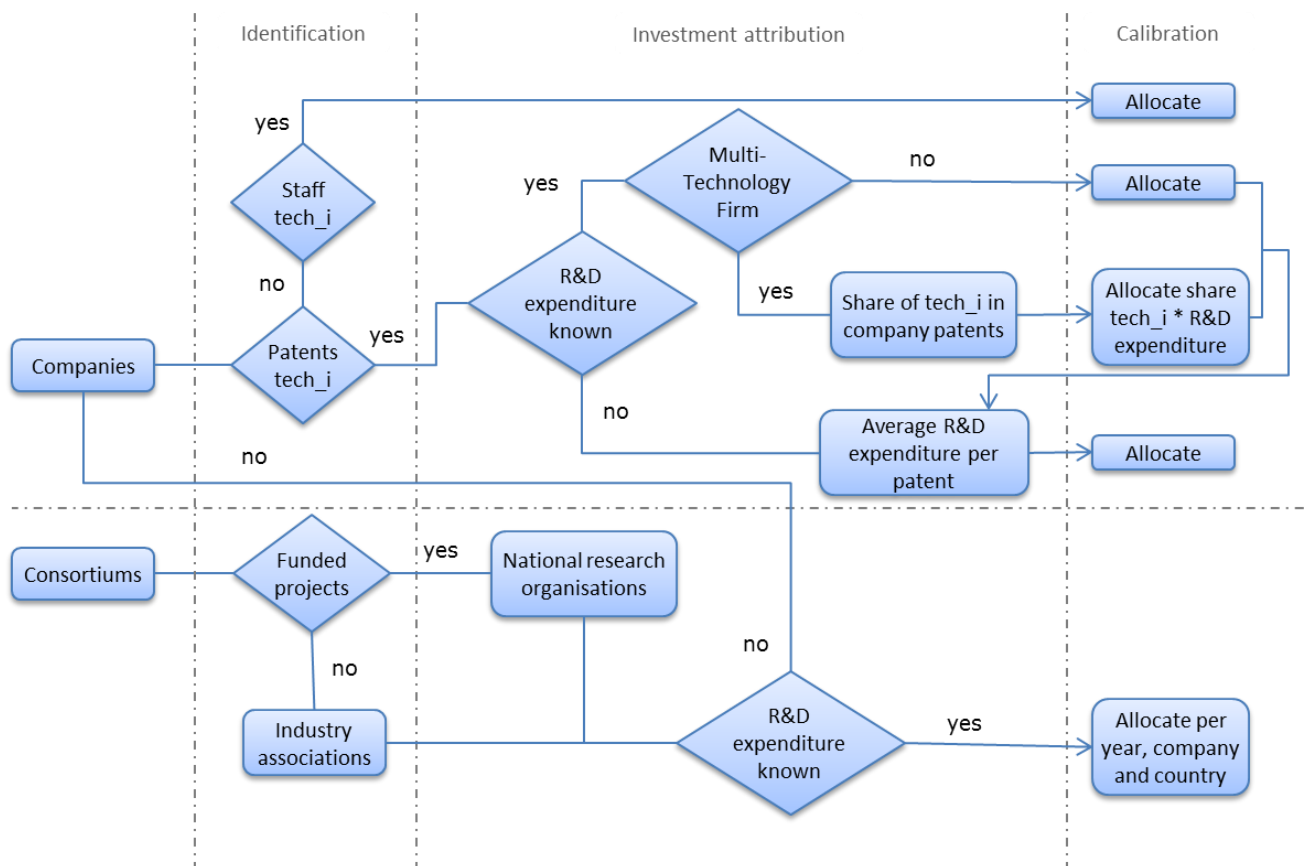 Identification
Investment attribution
Calibration
Allocate
yes
Multi-
Technology
Firm
no
yes
Allocate
Staff
tech_i
no
R&D
expenditure
known
yes
Share of tech_i in
company patents
Allocate share
tech_i * R&D
expenditure
Companies
Patents
tech_i
yes
no
Average R&D
expenditure per
patent
Allocate
no
Consortiums
Funded
projects
yes
National research
organisations
no
no
Industry
associations
R&D
expenditure
known
yes
Allocate per
year, company
and country